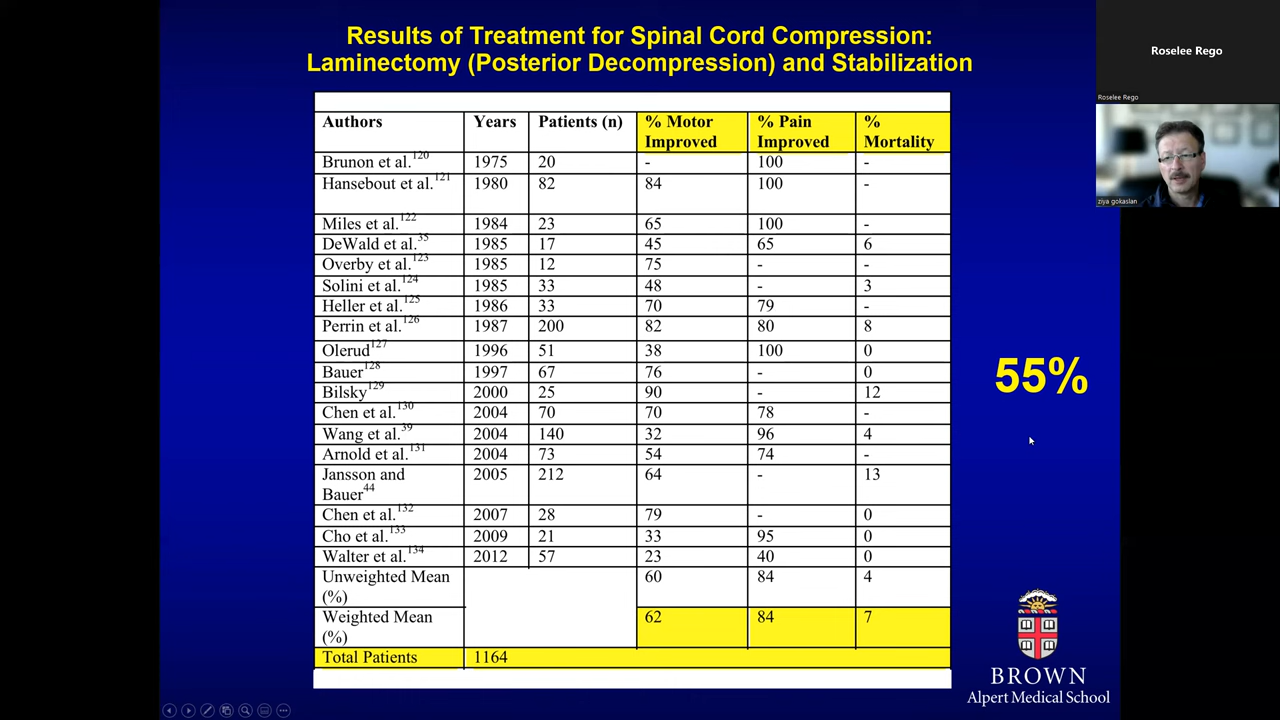 Results of Treatment for Spinal Cord Compression:
Laminectomy (Posterior Decompression) and Stabilization
Authors Years Patients (n) % Motor Improved % Pain Improved % Mortality
Brunon et al.120 1975 20 - 100 -
Hansebout et al.121 1980 82 84 100 -
Miles et al.122 1984 23 65 100 -
DeWald et al.35 1985 17 45 65 6
Overby et al.123 1985 12 75 - -
Solini et al.124 1985 33 48 - 3
Heller et al.125 1986 33 70 79 -
Perrin et al.126 1987 200 82 80 8
Olerud127 1996 51 38 100 0
Bauer128 1997 67 76 - 0
Bilsky129 2000 25 90 - 12
Chen et al.130 2004 70 70 78 -
Wang et al.39 2004 140 32 96 4
Arnold et al.131 2004 73 54 74 -
Jansson and Bauer44 2005 212 64 - 13
Chen et al.132 2007 28 79 - 0
Cho et al.133 2009 21 33 95 0
Walter et al.134 2012 57 23 40 0
Unweighted Mean (%) 60 84 4
Weighted Mean (%) 62 84 7
Total Patients 1164
55%
BROWN
Alpert Medical School
Roselee Rego
Roselee Rego
ziya gokaslan